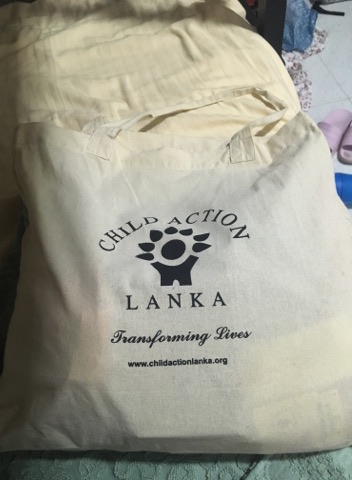 CHILD ACTION
LANKA
Transforming Lives
www.childactionlanka.org